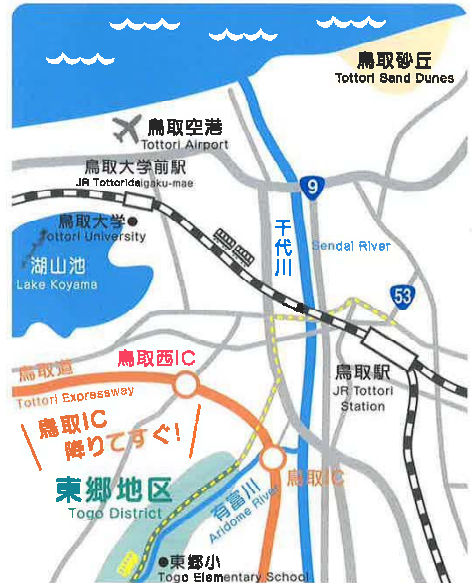 鳥取砂丘
Tottori Sand Dunes
鳥取空港
Tottori Airport
鳥取大学前駅
JR Tottoridaigaku-mae
9
鳥取大学
Tottori University
千代川
Sendai River
湖山池
Lake Koyama
53
鳥取西IC
鳥取道
Tottori Expressway
鳥取駅
JR Tottori
Station
鳥取IC
降りてすぐ!
鳥取IC
東郷地区
Togo District
有富川
Aridome River
東郷小
Togo Elementary School